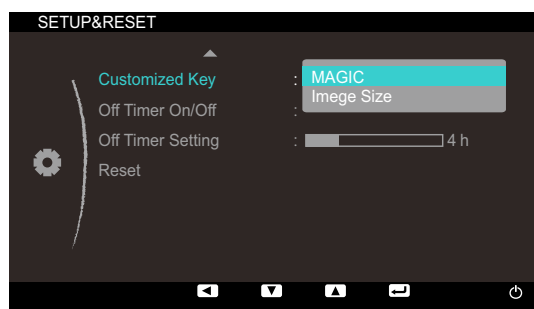 SETUP&RESET
Customized Key : MAGIC
Imege Size
Off Timer On/Off :
Off Timer Setting : 4 h
Reset